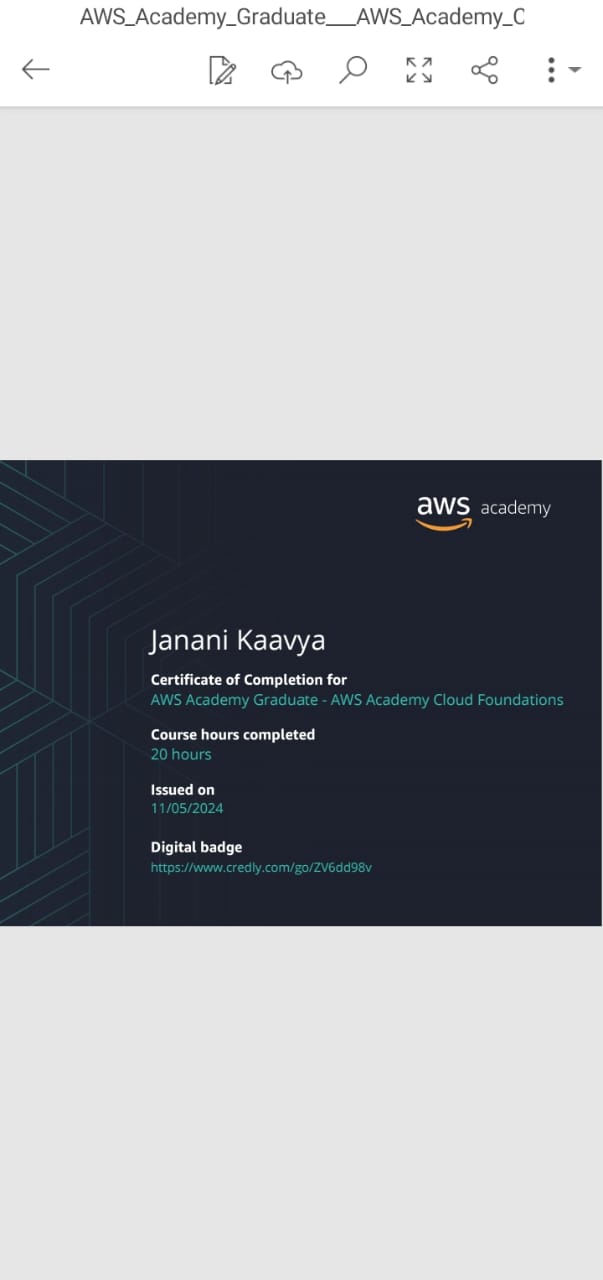 AWS_Academy_Graduate___AWS_Academy_C
aws academy
Janani Kaavya
Certificate of Completion for
AWS Academy Graduate - AWS Academy Cloud Foundations
Course hours completed
20 hours
Issued on
11/05/2024
Digital badge
https://www.credly.com/go/ZV6dd98v